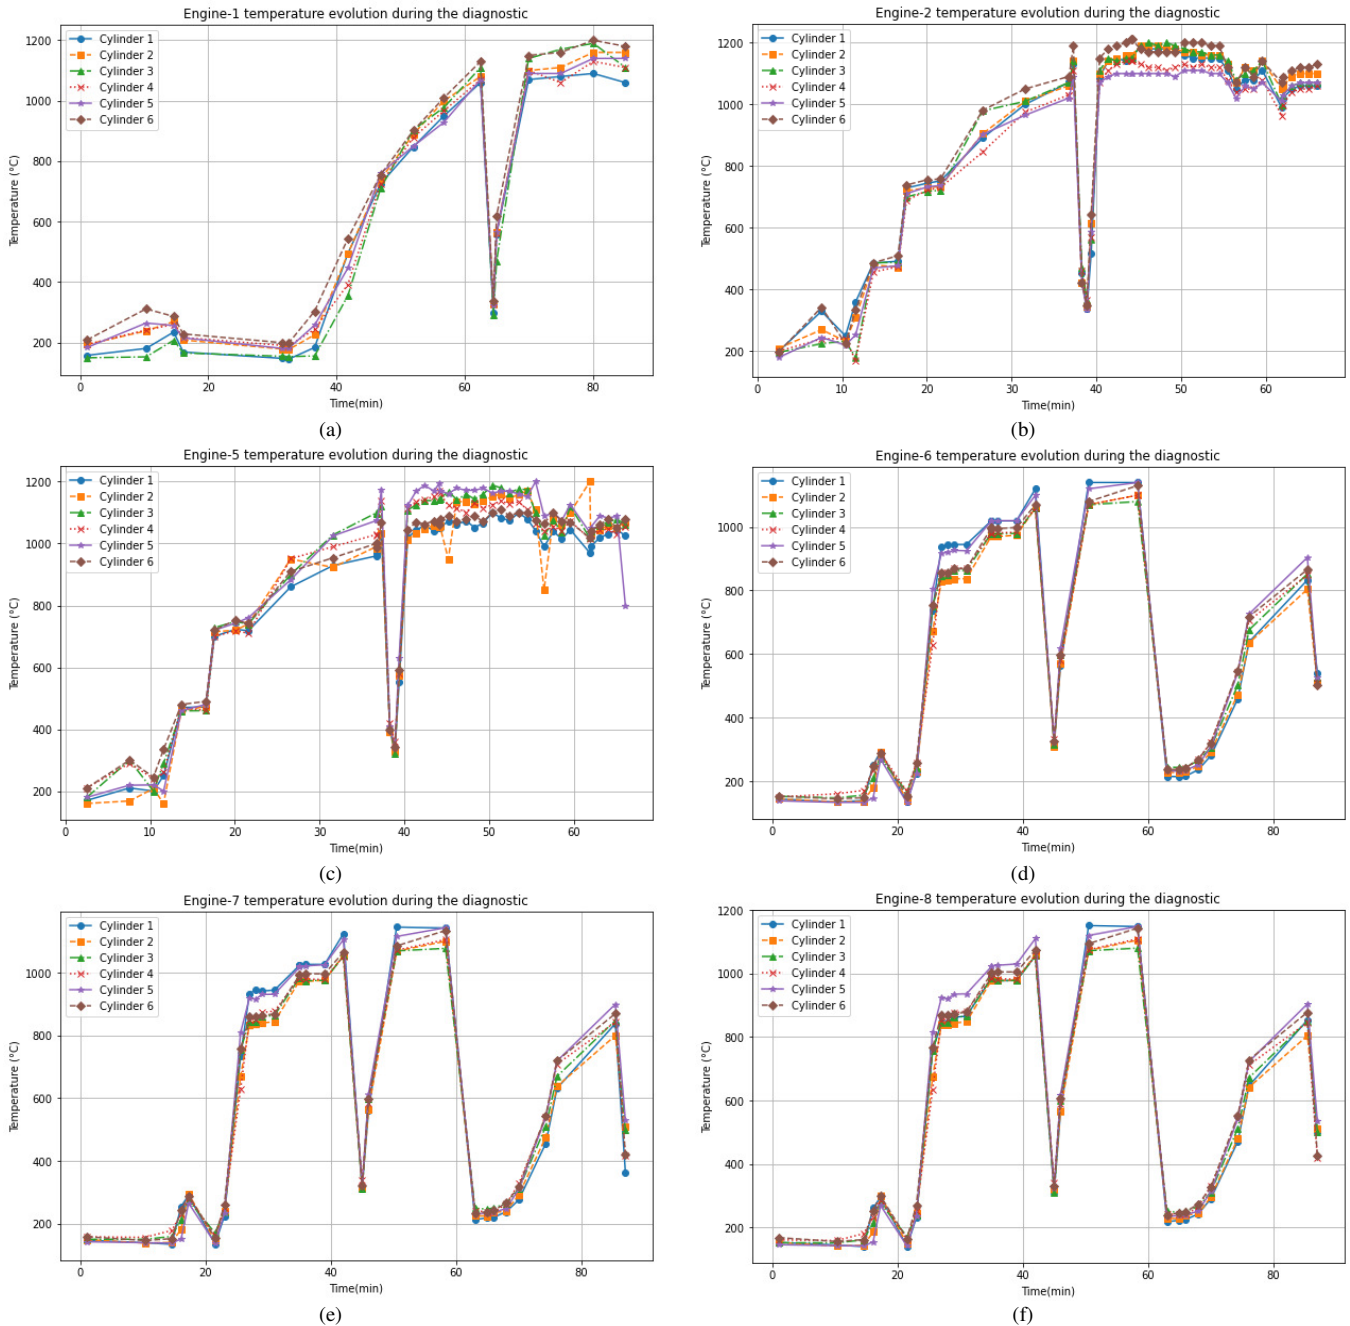 Engine-1 temperature evolution during the diagnostic
Temperature (°C)
1200
1000
800
600
400
200
Cylinder 1
Cylinder 2
Cylinder 3
Cylinder 4
Cylinder 5
Cylinder 6
0 20 40 60 80
Time(min)
(a)
Engine-2 temperature evolution during the diagnostic
Temperature (°C)
1200
1000
800
600
400
200
Cylinder 1
Cylinder 2
Cylinder 3
Cylinder 4
Cylinder 5
Cylinder 6
0 10 20 30 40 50 60
Time(min)
(b)
Engine-5 temperature evolution during the diagnostic
Temperature (°C)
1200
1000
800
600
400
200
Cylinder 1
Cylinder 2
Cylinder 3
Cylinder 4
Cylinder 5
Cylinder 6
0 10 20 30 40 50 60
Time(min)
(c)
Engine-6 temperature evolution during the diagnostic
Temperature (°C)
1000
800
600
400
200
Cylinder 1
Cylinder 2
Cylinder 3
Cylinder 4
Cylinder 5
Cylinder 6
0 20 40 60 80
Time(min)
(d)
Engine-7 temperature evolution during the diagnostic
Temperature (°C)
1000
800
600
400
200
Cylinder 1
Cylinder 2
Cylinder 3
Cylinder 4
Cylinder 5
Cylinder 6
0 20 40 60 80
Time(min)
(e)
Engine-8 temperature evolution during the diagnostic
Temperature (°C)
1200
1000
800
600
400
200
Cylinder 1
Cylinder 2
Cylinder 3
Cylinder 4
Cylinder 5
Cylinder 6
0 20 40 60 80
Time(min)
(f)